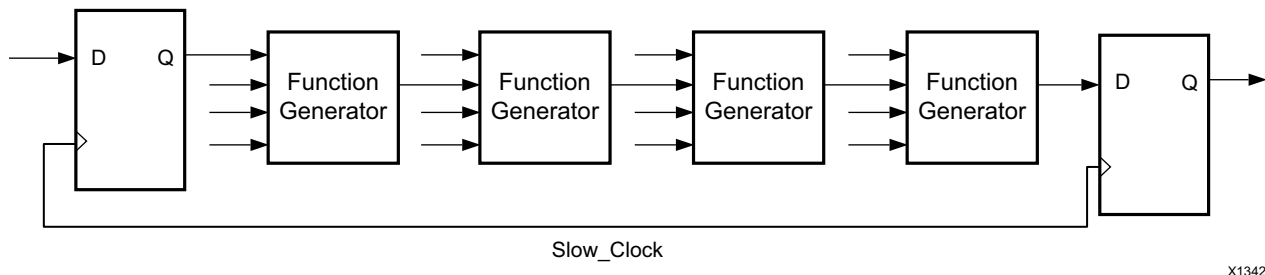 D Q
Function
Generator
Function
Generator
Function
Generator
Function
Generator
D Q
Slow_Clock
X1342